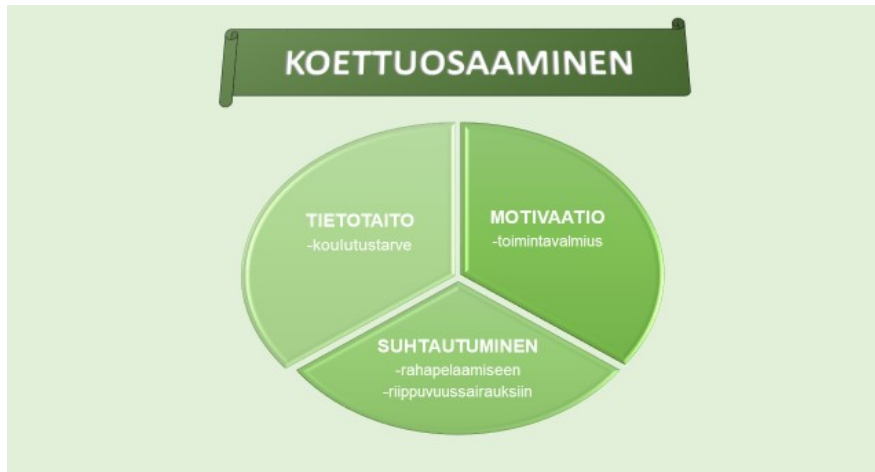 KOETTUOSAAMINEN
TIETOTAITO
-koulutustarve
MOTIVAATIO
-toimintavalmius
SUHTAUTUMINEN
-rahapelaamiseen
-riippuvuussairauksiin